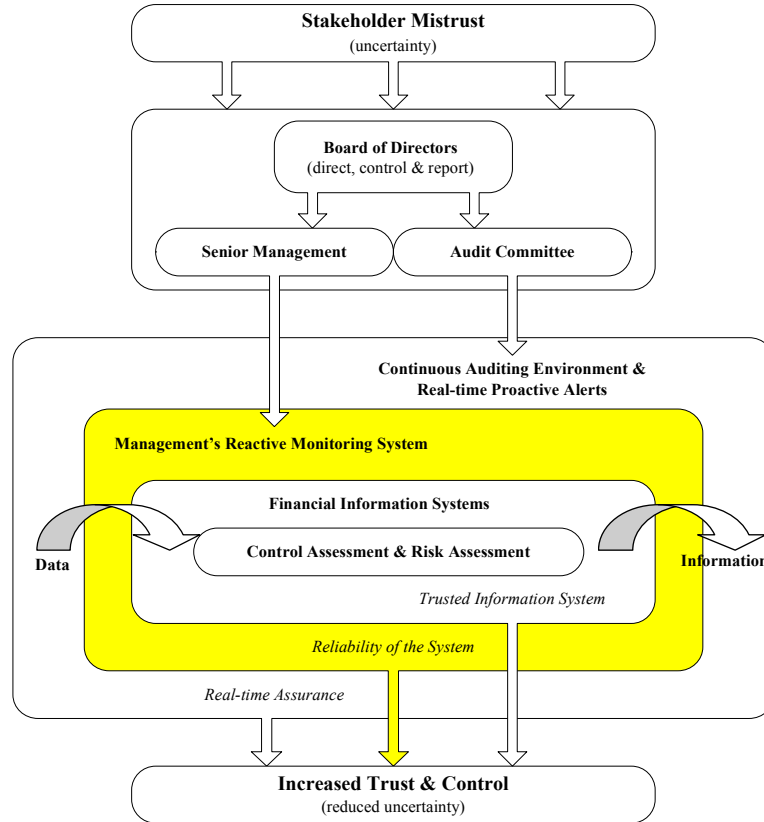 Stakeholder Mistrust
(uncertainty)
Board of Directors
(direct, control & report)
Senior Management
Audit Committee
Continuous Auditing Environment &
Real-time Proactive Alerts
Management's Reactive Monitoring System
Financial Information Systems
Control Assessment & Risk Assessment
Data
Information
Trusted Information System
Reliability of the System
Real-time Assurance
Increased Trust & Control
(reduced uncertainty)